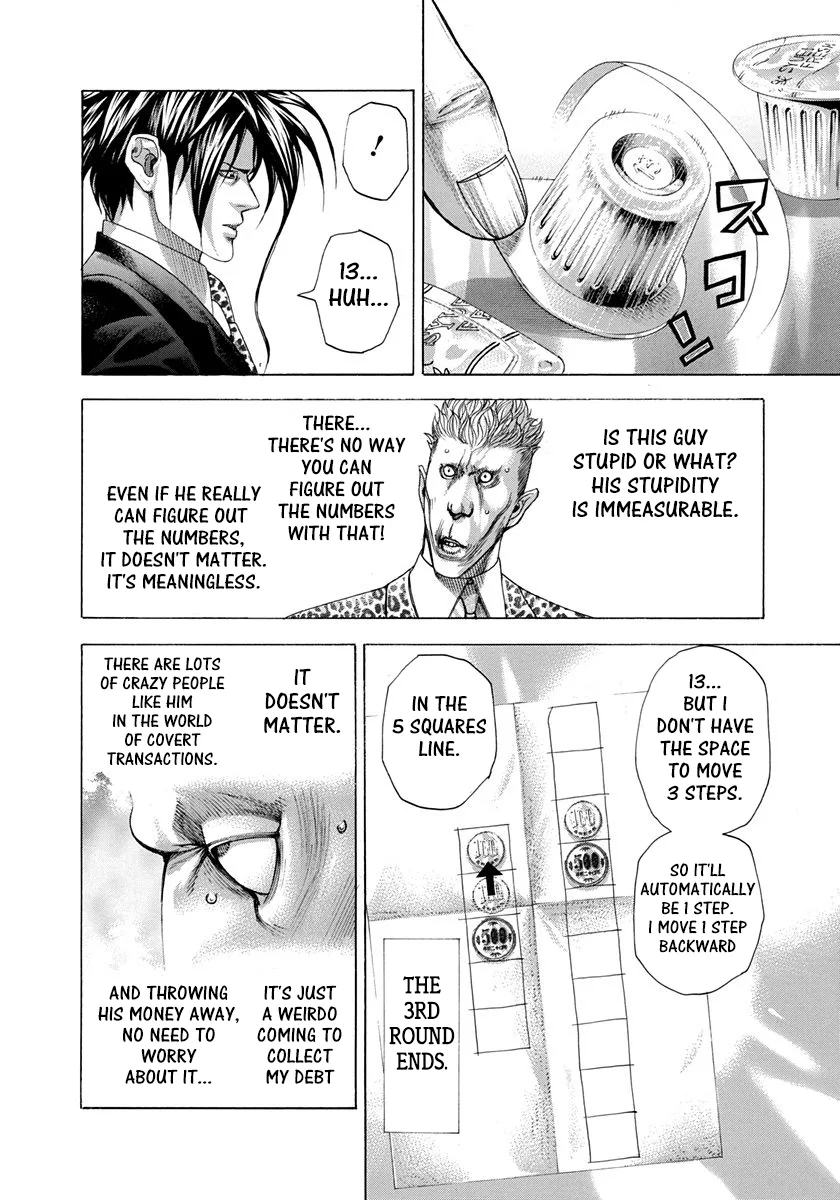 スッ
!
13...
HUH...
IS THIS GUY
STUPID OR WHAT?
HIS STUPIDITY
IS IMMEASURABLE.
THERE...
THERE'S NO WAY
YOU CAN
FIGURE OUT
THE NUMBERS
WITH THAT!
EVEN IF HE REALLY
CAN FIGURE OUT
THE NUMBERS,
IT DOESN'T MATTER.
IT'S MEANINGLESS.
13...
BUT I
DON'T HAVE
THE SPACE
TO MOVE
3 STEPS.
SO IT'LL
AUTOMATICALLY
BE 1 STEP.
I MOVE 1 STEP
BACKWARD
IN THE
5 SQUARES
LINE.
100
500
100
100
500
THE
3RD
ROUND
ENDS.
IT
DOESN'T
MATTER.
THERE ARE LOTS
OF CRAZY PEOPLE
LIKE HIM
IN THE WORLD
OF COVERT
TRANSACTIONS.
IT'S JUST
A WEIRDO
COMING TO
COLLECT
MY DEBT
AND THROWING
HIS MONEY AWAY,
NO NEED TO
WORRY
ABOUT IT...